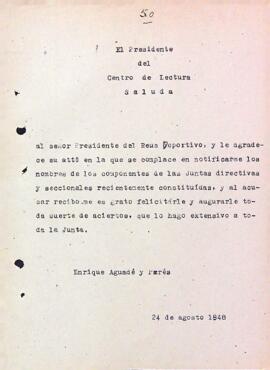 50
El Presidente
del
Centro de Lectura
Saluda
al señor Presidente del Reus Deportivo, y le agrade-
ce su attº en la que se complace en notificarme los
nombres de los componentes de las Juntas directivas
y seccionales recientemente constituídas, y al acu-
sar recibo me es grato felicitarle y augurarle to-
da suerte de aciertos, que lo hago extensivo a to-
da la Junta.
Enrique Aguadé y Parés
24 de agosto 1948